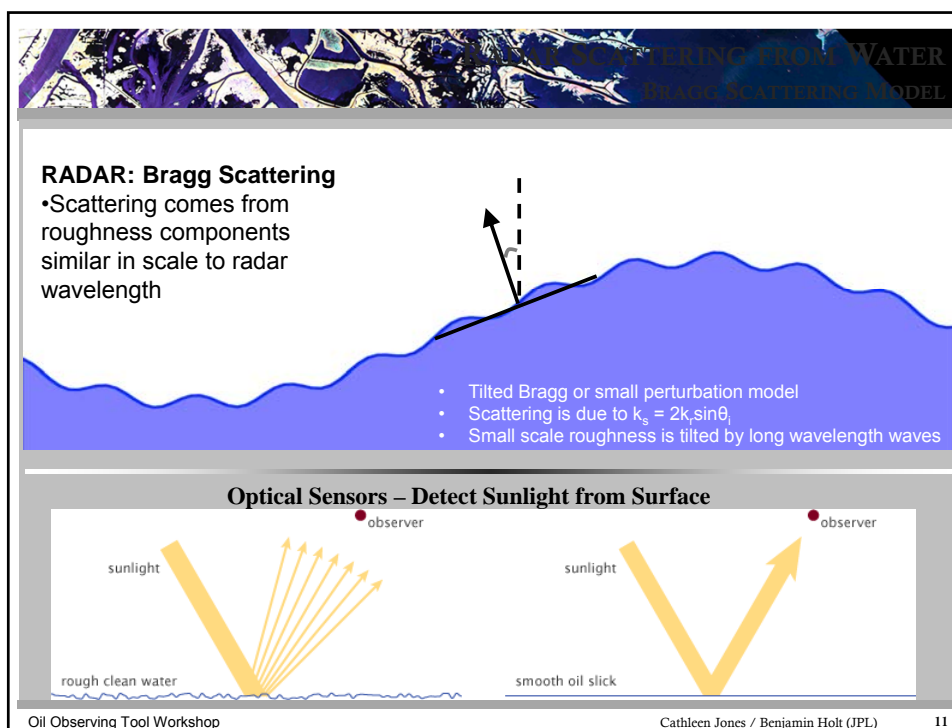 RADAR SCATTERING FROM WATER
BRAGG SCATTERING MODEL
RADAR: Bragg Scattering
•Scattering comes from
roughness components
similar in scale to radar
wavelength
• Tilted Bragg or small perturbation model
• Scattering is due to kₛ = 2kᵣsinθᵢ
• Small scale roughness is tilted by long wavelength waves
Optical Sensors – Detect Sunlight from Surface
observer
sunlight
rough clean water
observer
sunlight
smooth oil slick
Oil Observing Tool Workshop
Cathleen Jones / Benjamin Holt (JPL)
11